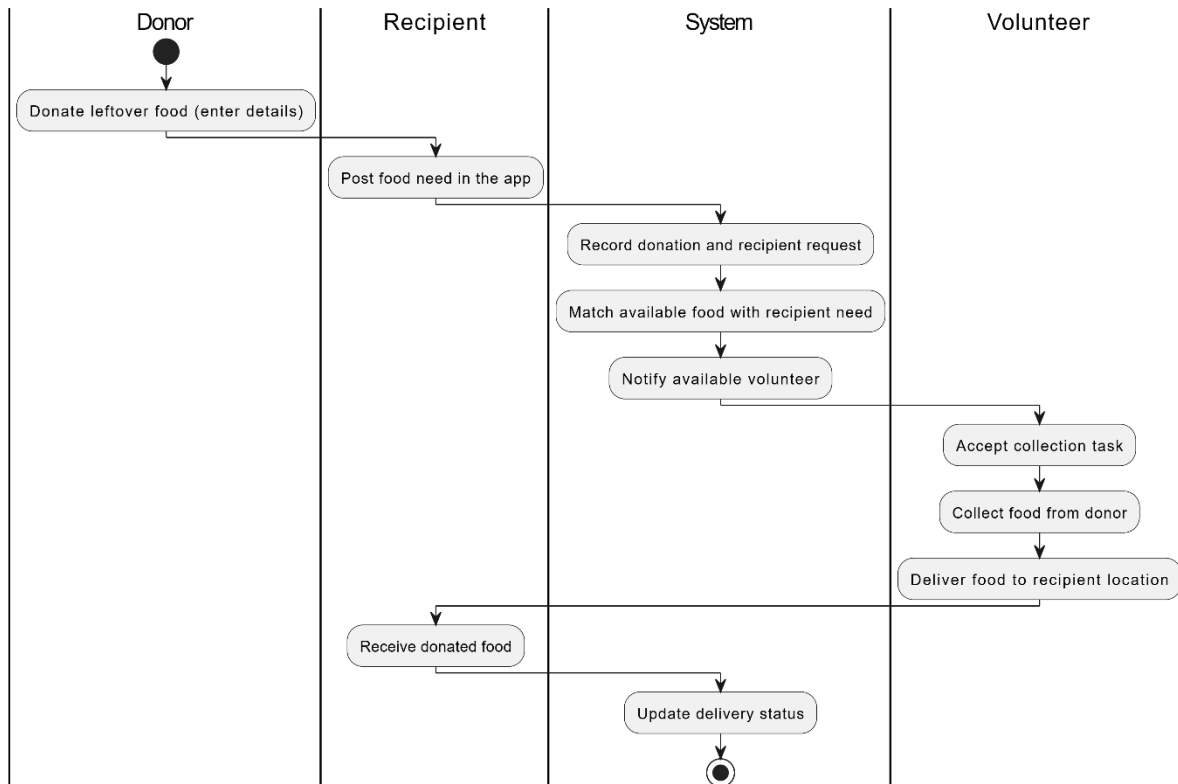 Donor
Recipient
System
Volunteer
Donate leftover food (enter details)
Post food need in the app
Record donation and recipient request
Match available food with recipient need
Notify available volunteer
Accept collection task
Collect food from donor
Deliver food to recipient location
Receive donated food
Update delivery status